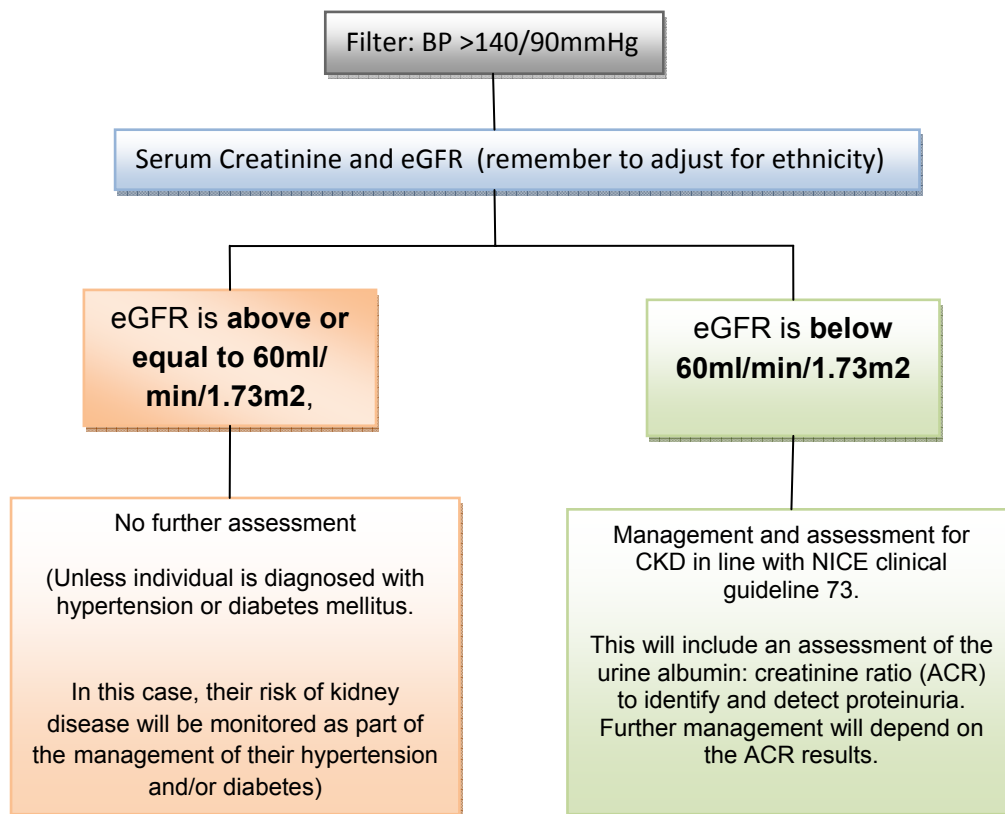 Filter: BP >140/90mmHg
Serum Creatinine and eGFR (remember to adjust for ethnicity)
eGFR is above or
equal to 60ml/
min/1.73m2,
eGFR is below
60ml/min/1.73m2
No further assessment
(Unless individual is diagnosed with
hypertension or diabetes mellitus.
In this case, their risk of kidney
disease will be monitored as part of
the management of their hypertension
and/or diabetes)
Management and assessment for
CKD in line with NICE clinical
guideline 73.
This will include an assessment of the
urine albumin: creatinine ratio (ACR)
to identify and detect proteinuria.
Further management will depend on
the ACR results.